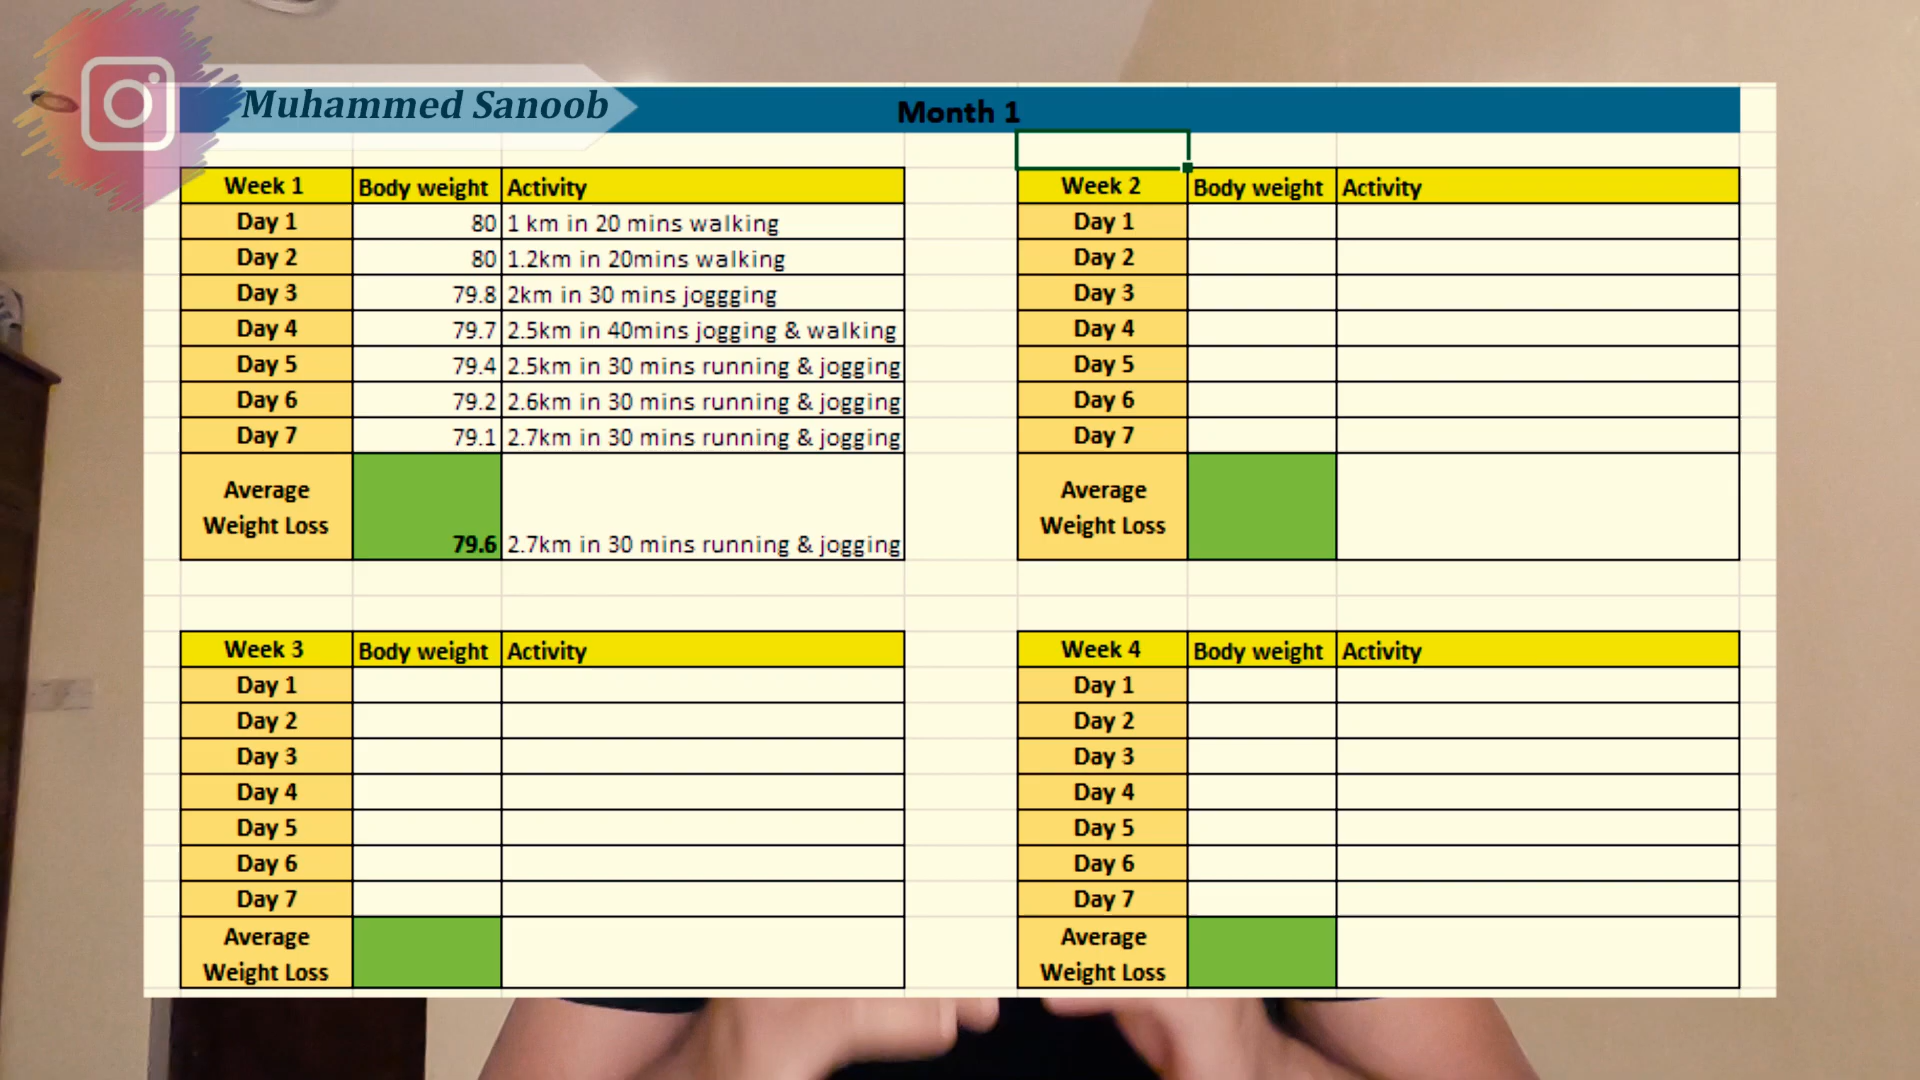 Muhammed Sanoob
Month 1
Week 1 Body weight Activity
Day 1 80 1 km in 20 mins walking
Day 2 80 1.2km in 20mins walking
Day 3 79.8 2km in 30 mins joggging
Day 4 79.7 2.5km in 40mins jogging & walking
Day 5 79.4 2.5km in 30 mins running & jogging
Day 6 79.2 2.6km in 30 mins running & jogging
Day 7 79.1 2.7km in 30 mins running & jogging
Average
Weight Loss
79.6 2.7km in 30 mins running & jogging
Week 2 Body weight Activity
Day 1
Day 2
Day 3
Day 4
Day 5
Day 6
Day 7
Average
Weight Loss
Week 3 Body weight Activity
Day 1
Day 2
Day 3
Day 4
Day 5
Day 6
Day 7
Average
Weight Loss
Week 4 Body weight Activity
Day 1
Day 2
Day 3
Day 4
Day 5
Day 6
Day 7
Average
Weight Loss